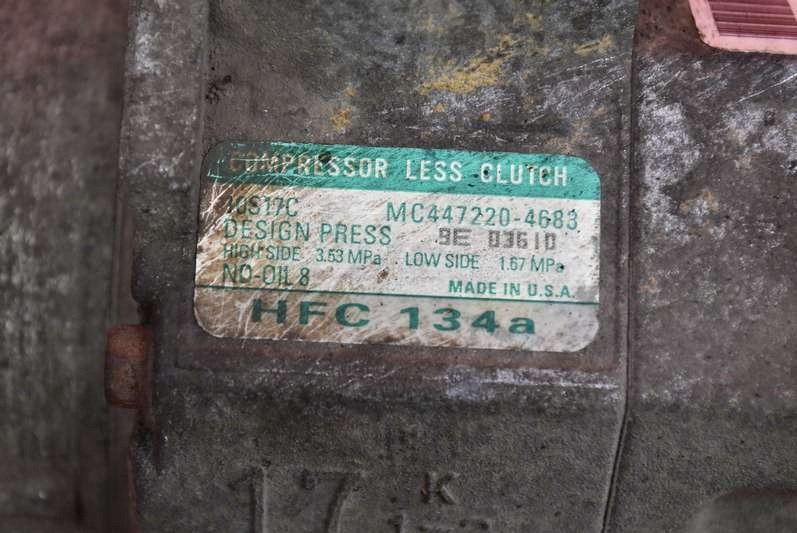 COMPRESSOR LESS CLUTCH
10S17C MC447220-4683
DESIGN PRESS 9E 03610
HIGH SIDE 3.53 MPa LOW SIDE 1.67 MPa
ND-OIL 8 MADE IN U.S.A.
HFC 134a
17 K